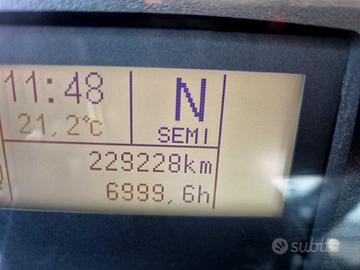 11:48 N
21,2°C SEMI
229228km
6999,6h
subito